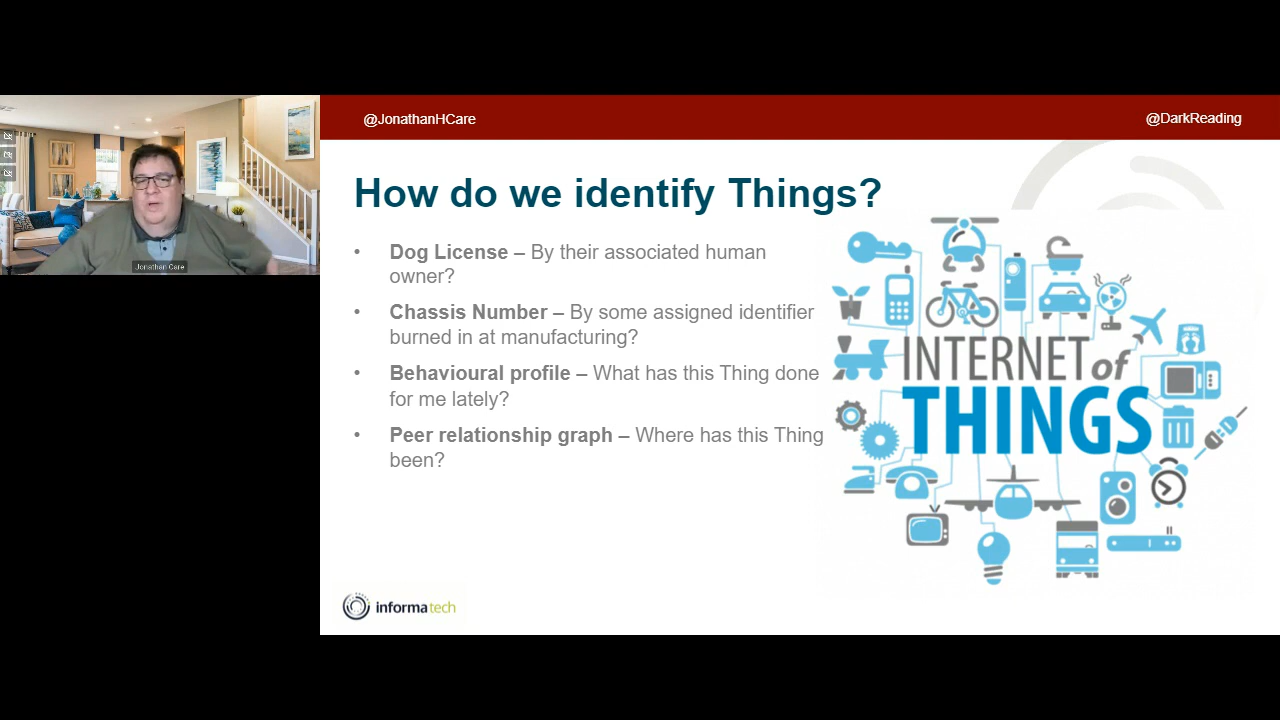 @JonathanHCare
@DarkReading
How do we identify Things?
• Dog License – By their associated human
owner?
• Chassis Number – By some assigned identifier
burned in at manufacturing?
• Behavioural profile – What has this Thing done
for me lately?
• Peer relationship graph – Where has this Thing
been?
INTERNET of
THINGS
Jonathan Care
informa tech